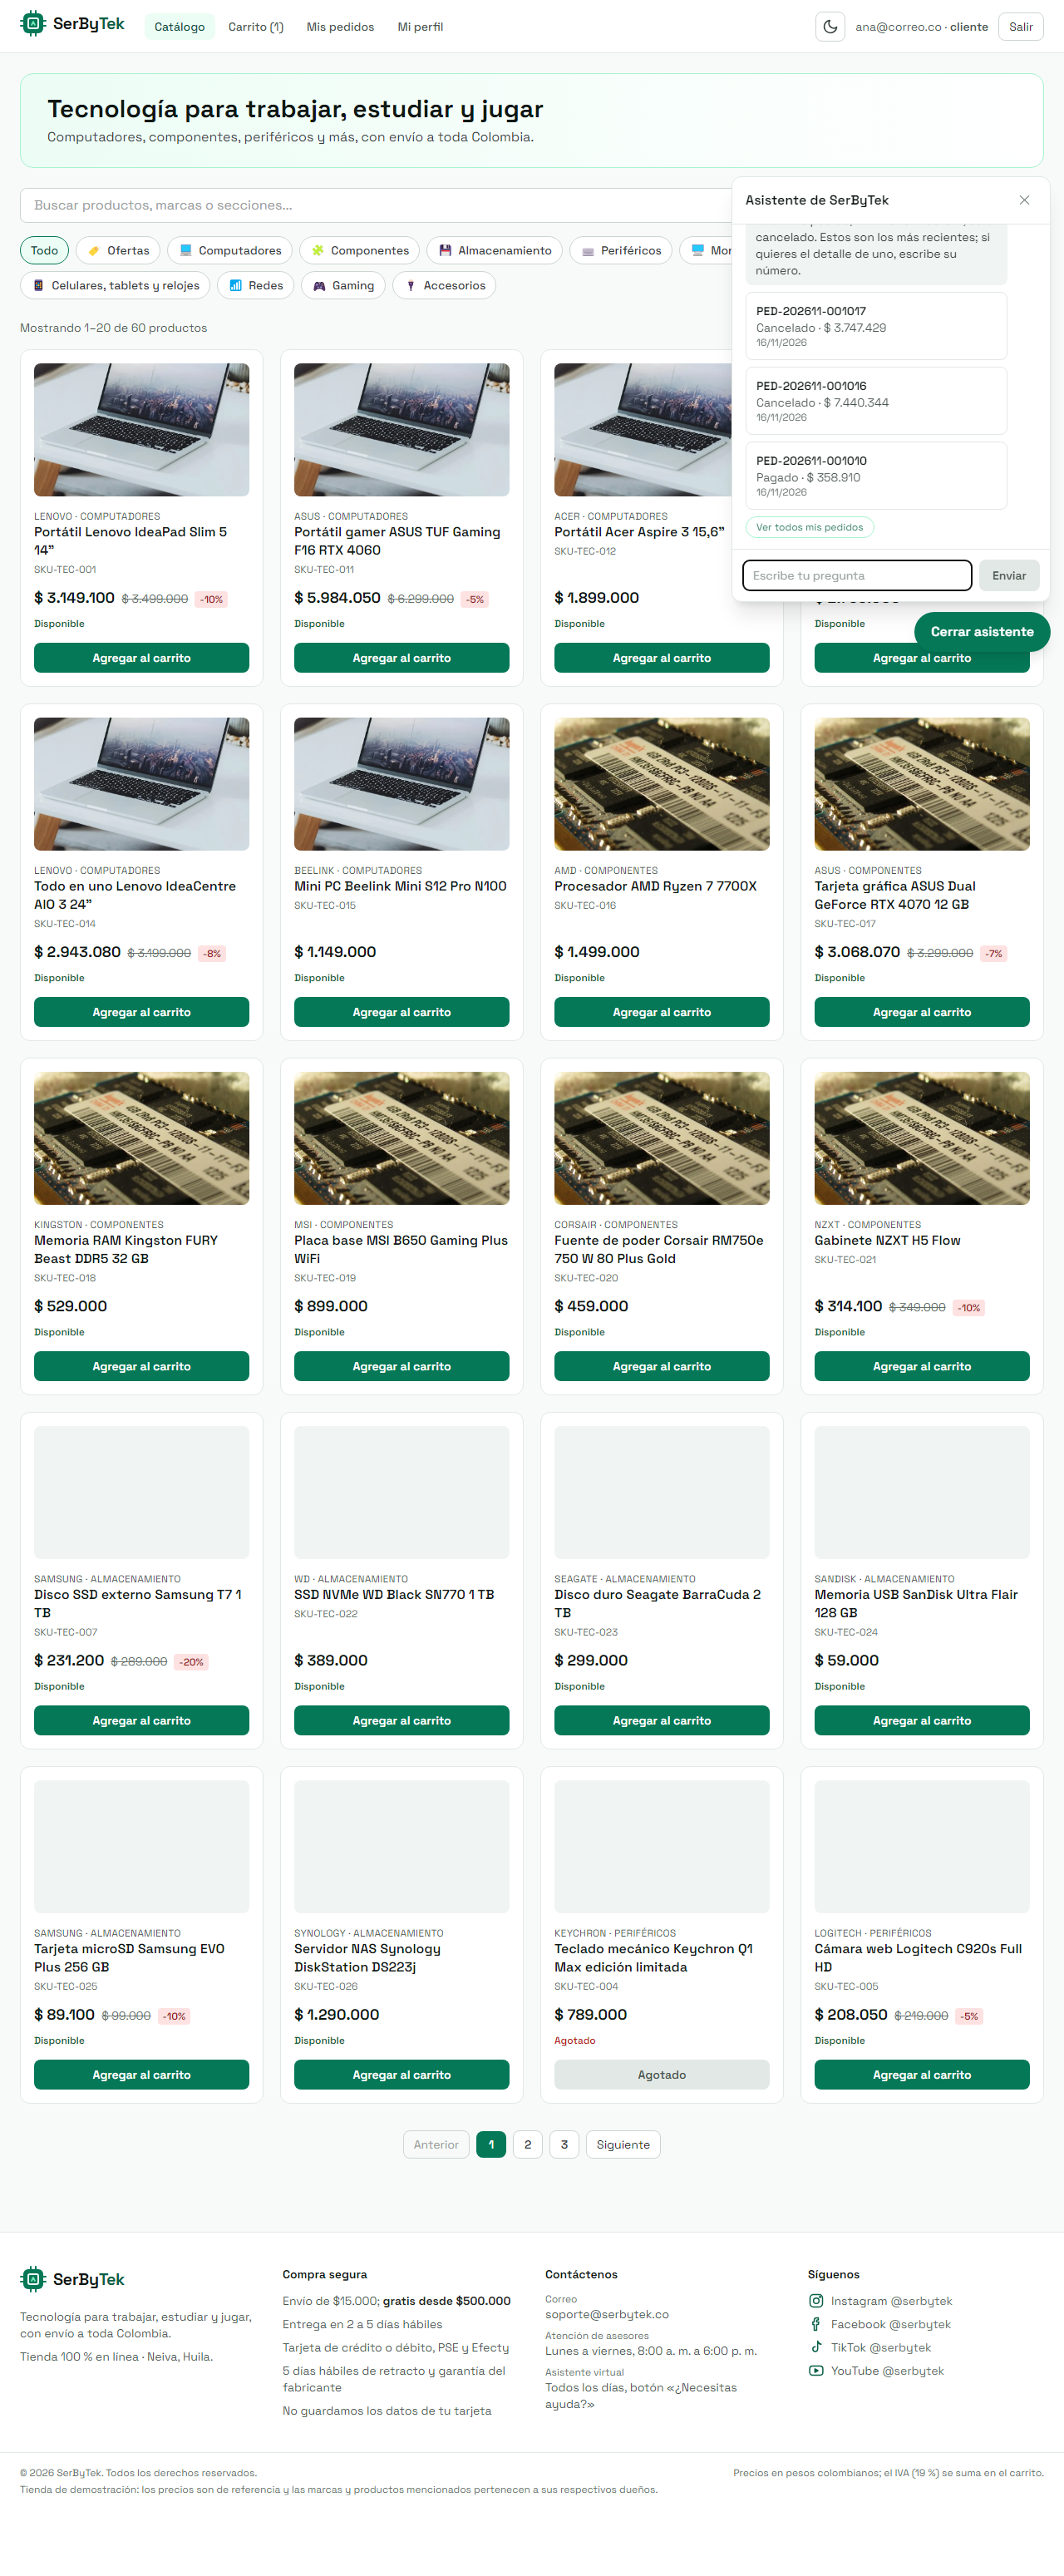 SerByTek
Catálogo
Carrito (1)
Mis pedidos
Mi perfil
ana@correo.co · cliente
Salir
Tecnología para trabajar, estudiar y jugar
Computadores, componentes, periféricos y más, con envío a toda Colombia.
Buscar productos, marcas o secciones...
Todo
Ofertas
Computadores
Componentes
Almacenamiento
Periféricos
Celulares, tablets y relojes
Redes
Gaming
Accesorios
Mostrando 1–20 de 60 productos
Asistente de SerByTek
cancelado. Estos son los más recientes; si
quieres el detalle de uno, escribe su
número.
PED-202611-001017
Cancelado · $ 3.747.429
16/11/2026
PED-202611-001016
Cancelado · $ 7.440.344
16/11/2026
PED-202611-001010
Pagado · $ 358.910
16/11/2026
Ver todos mis pedidos
Escribe tu pregunta
Enviar
Cerrar asistente
LENOVO · COMPUTADORES
Portátil Lenovo IdeaPad Slim 5
14"
SKU-TEC-001
$ 3.149.100 $ 3.499.000 -10%
Disponible
Agregar al carrito
ASUS · COMPUTADORES
Portátil gamer ASUS TUF Gaming
F16 RTX 4060
SKU-TEC-011
$ 5.984.050 $ 6.299.000 -5%
Disponible
Agregar al carrito
ACER · COMPUTADORES
Portátil Acer Aspire 3 15,6"
SKU-TEC-012
$ 1.899.000
Disponible
Agregar al carrito
Disponible
Agregar al carrito
LENOVO · COMPUTADORES
Todo en uno Lenovo IdeaCentre
AIO 3 24"
SKU-TEC-014
$ 2.943.080 $ 3.199.000 -8%
Disponible
Agregar al carrito
BEELINK · COMPUTADORES
Mini PC Beelink Mini S12 Pro N100
SKU-TEC-015
$ 1.149.000
Disponible
Agregar al carrito
AMD · COMPONENTES
Procesador AMD Ryzen 7 7700X
SKU-TEC-016
$ 1.499.000
Disponible
Agregar al carrito
ASUS · COMPONENTES
Tarjeta gráfica ASUS Dual
GeForce RTX 4070 12 GB
SKU-TEC-017
$ 3.068.070 $ 3.299.000 -7%
Disponible
Agregar al carrito
KINGSTON · COMPONENTES
Memoria RAM Kingston FURY
Beast DDR5 32 GB
SKU-TEC-018
$ 529.000
Disponible
Agregar al carrito
MSI · COMPONENTES
Placa base MSI B650 Gaming Plus
WiFi
SKU-TEC-019
$ 899.000
Disponible
Agregar al carrito
CORSAIR · COMPONENTES
Fuente de poder Corsair RM750e
750 W 80 Plus Gold
SKU-TEC-020
$ 459.000
Disponible
Agregar al carrito
NZXT · COMPONENTES
Gabinete NZXT H5 Flow
SKU-TEC-021
$ 314.100 $ 349.000 -10%
Disponible
Agregar al carrito
SAMSUNG · ALMACENAMIENTO
Disco SSD externo Samsung T7 1
TB
SKU-TEC-007
$ 231.200 $ 289.000 -20%
Disponible
Agregar al carrito
WD · ALMACENAMIENTO
SSD NVMe WD Black SN770 1 TB
SKU-TEC-022
$ 389.000
Disponible
Agregar al carrito
SEAGATE · ALMACENAMIENTO
Disco duro Seagate BarraCuda 2
TB
SKU-TEC-023
$ 299.000
Disponible
Agregar al carrito
SANDISK · ALMACENAMIENTO
Memoria USB SanDisk Ultra Flair
128 GB
SKU-TEC-024
$ 59.000
Disponible
Agregar al carrito
SAMSUNG · ALMACENAMIENTO
Tarjeta microSD Samsung EVO
Plus 256 GB
SKU-TEC-025
$ 89.100 $ 99.000 -10%
Disponible
Agregar al carrito
SYNOLOGY · ALMACENAMIENTO
Servidor NAS Synology
DiskStation DS223j
SKU-TEC-026
$ 1.290.000
Disponible
Agregar al carrito
KEYCHRON · PERIFÉRICOS
Teclado mecánico Keychron Q1
Max edición limitada
SKU-TEC-004
$ 789.000
Agotado
Agotado
LOGITECH · PERIFÉRICOS
Cámara web Logitech C920s Full
HD
SKU-TEC-005
$ 208.050 $ 219.000 -5%
Disponible
Agregar al carrito
Anterior
1
2
3
Siguiente
SerByTek
Tecnología para trabajar, estudiar y jugar,
con envío a toda Colombia.
Tienda 100 % en línea · Neiva, Huila.
Compra segura
Envío de $15.000; gratis desde $500.000
Entrega en 2 a 5 días hábiles
Tarjeta de crédito o débito, PSE y Efecty
5 días hábiles de retracto y garantía del
fabricante
No guardamos los datos de tu tarjeta
Contáctenos
Correo
soporte@serbytek.co
Atención de asesores
Lunes a viernes, 8:00 a. m. a 6:00 p. m.
Asistente virtual
Todos los días, botón «¿Necesitas
ayuda?»
Síguenos
Instagram @serbytek
Facebook @serbytek
TikTok @serbytek
YouTube @serbytek
© 2026 SerByTek. Todos los derechos reservados.
Precios en pesos colombianos; el IVA (19 %) se suma en el carrito.
Tienda de demostración: los precios son de referencia y las marcas y productos mencionados pertenecen a sus respectivos dueños.